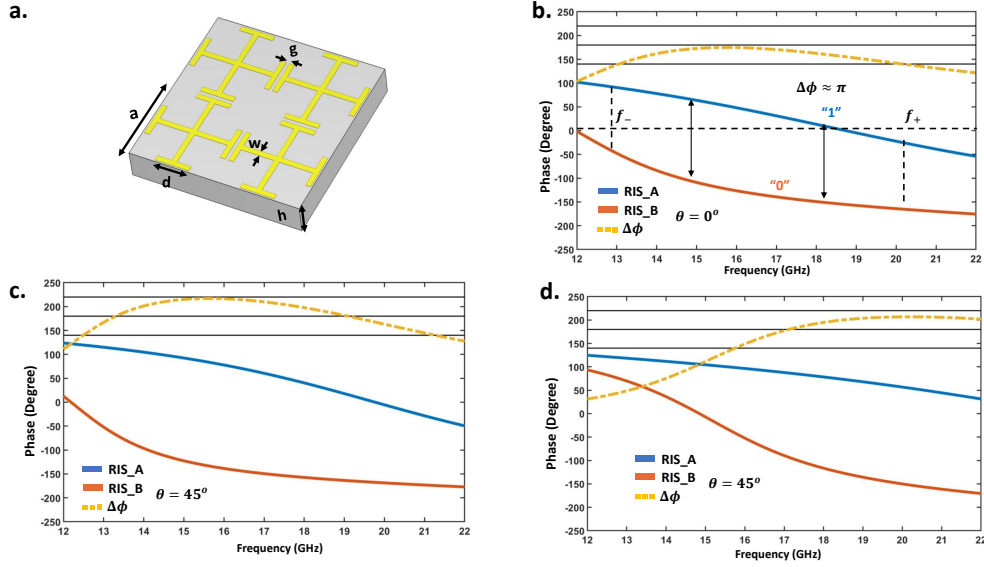 a.
g
a
w
d
h
b.
250
200
150
100
50
0
-50
-100
-150
-200
-250
Phase (Degree)
Δϕ ≈ π
"1"
f₋
f₊
"0"
RIS_A
RIS_B
Δϕ
θ = 0ᵒ
12 13 14 15 16 17 18 19 20 21 22
Frequency (GHz)
c.
250
200
150
100
50
0
-50
-100
-150
-200
-250
Phase (Degree)
RIS_A
RIS_B
Δϕ
θ = 45ᵒ
12 13 14 15 16 17 18 19 20 21 22
Frequency (GHz)
d.
250
200
150
100
50
0
-50
-100
-150
-200
-250
Phase (Degree)
RIS_A
RIS_B
Δϕ
θ = 45ᵒ
12 13 14 15 16 17 18 19 20 21 22
Frequency (GHz)